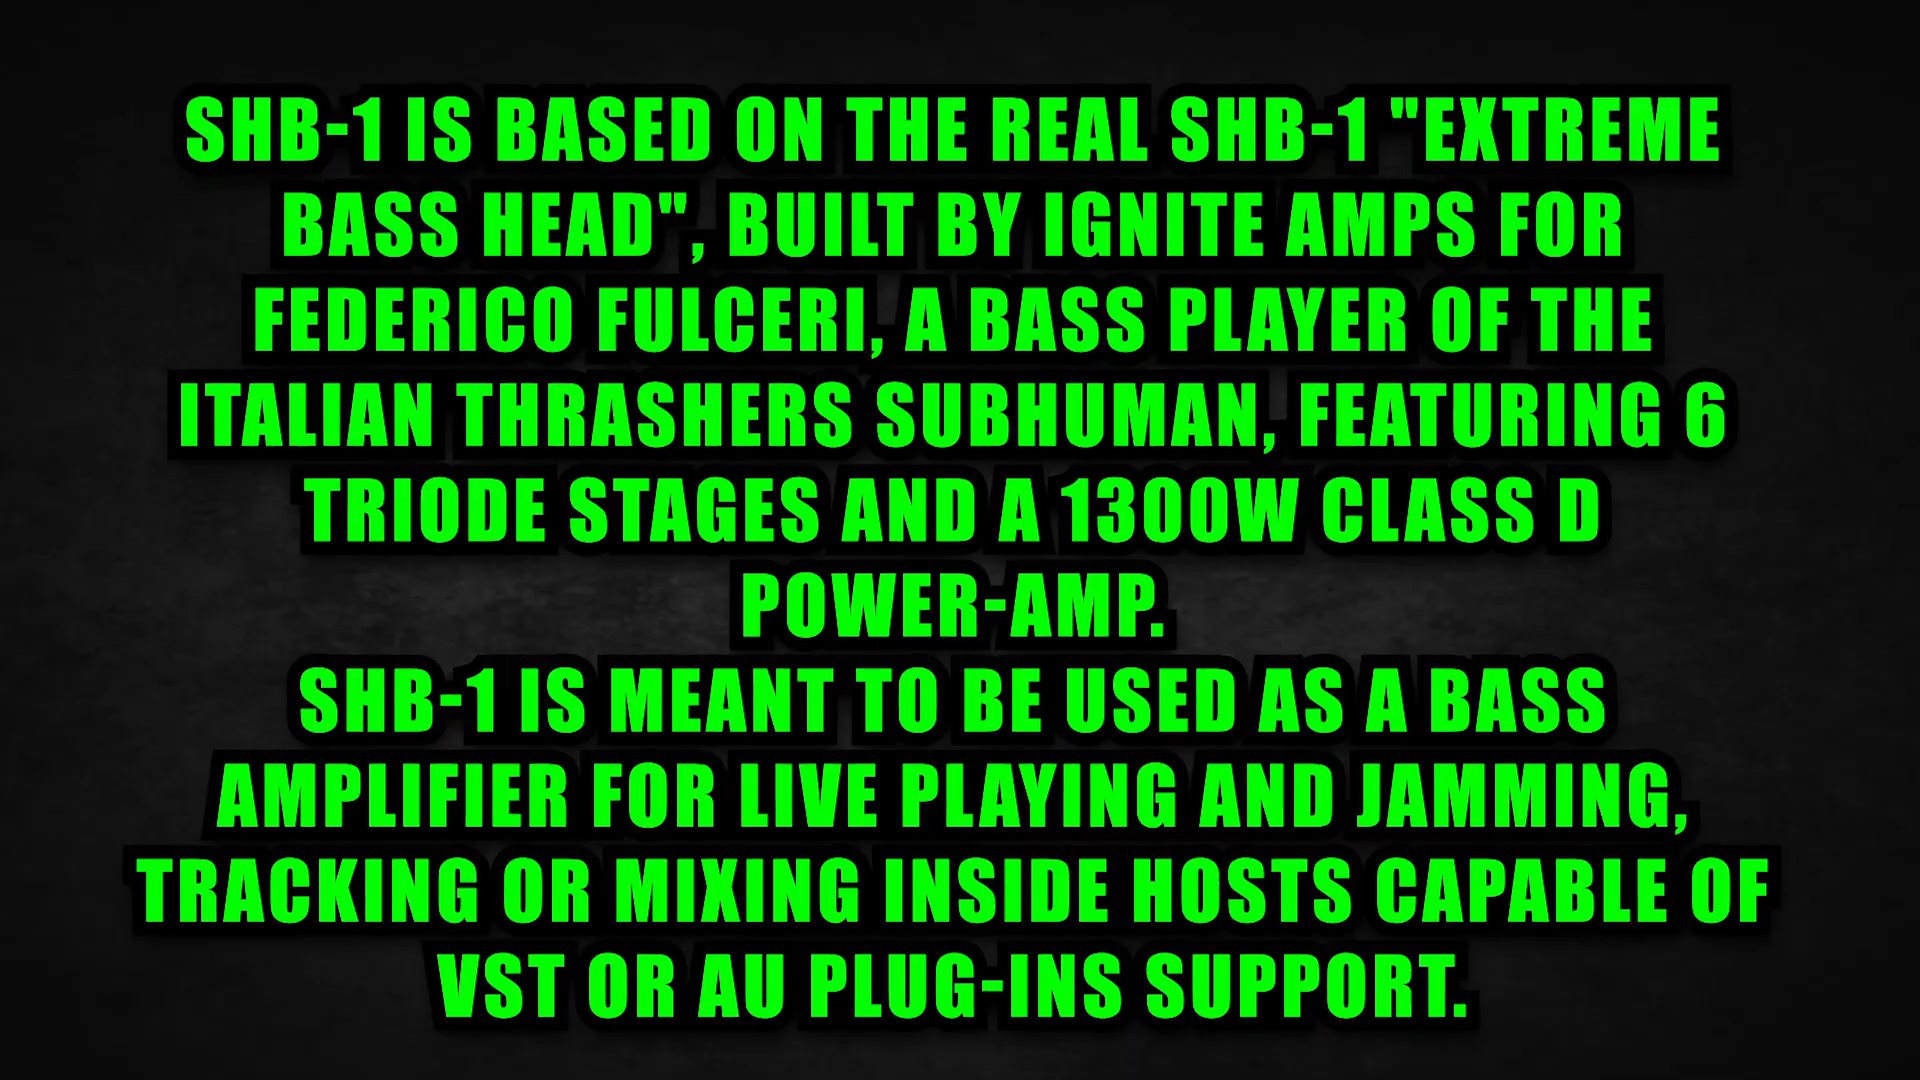 SHB-1 IS BASED ON THE REAL SHB-1 "EXTREME
BASS HEAD", BUILT BY IGNITE AMPS FOR
FEDERICO FULCERI, A BASS PLAYER OF THE
ITALIAN THRASHERS SUBHUMAN, FEATURING 6
TRIODE STAGES AND A 1300W CLASS D
POWER-AMP.
SHB-1 IS MEANT TO BE USED AS A BASS
AMPLIFIER FOR LIVE PLAYING AND JAMMING,
TRACKING OR MIXING INSIDE HOSTS CAPABLE OF
VST OR AU PLUG-INS SUPPORT.